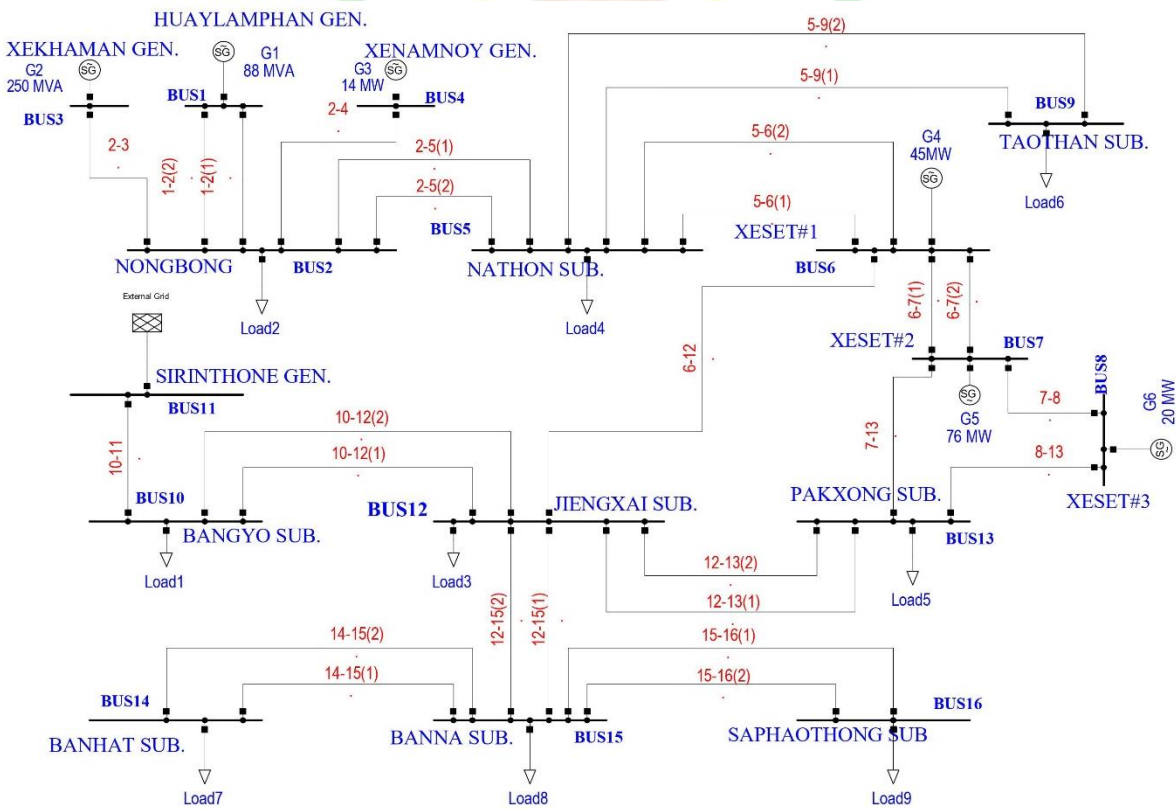 HUAYLAMPHAN GEN.
XEKHAMAN GEN.
G2
250 MVA
SG
G1
88 MVA
SG
XENAMNOY GEN.
G3
14 MW
SG
BUS3
BUS1
BUS4
2-3
1-2(2)
1-2(1)
2-4
2-5(1)
2-5(2)
5-9(2)
5-9(1)
5-6(2)
5-6(1)
BUS9
TAOTHAN SUB.
Load6
G4
45MW
SG
BUS5
XESET#1
BUS6
NONGBONG
BUS2
NATHON SUB.
Load2
Load4
External Grid
SIRINTHONE GEN.
BUS11
6-12
6-7(1)
6-7(2)
XESET#2
BUS7
SG
G5
76 MW
7-8
BUS8
G6
20 MW
SG
XESET#3
7-13
8-13
10-11
10-12(2)
10-12(1)
BUS10
BANGYO SUB.
Load1
BUS12
JIENGXAI SUB.
Load3
PAKXONG SUB.
BUS13
Load5
12-13(2)
12-13(1)
12-15(2)
12-15(1)
14-15(2)
14-15(1)
15-16(1)
15-16(2)
BUS14
BANHAT SUB.
BANNA SUB.
BUS15
BUS16
SAPHAOTHONG SUB
Load7
Load8
Load9